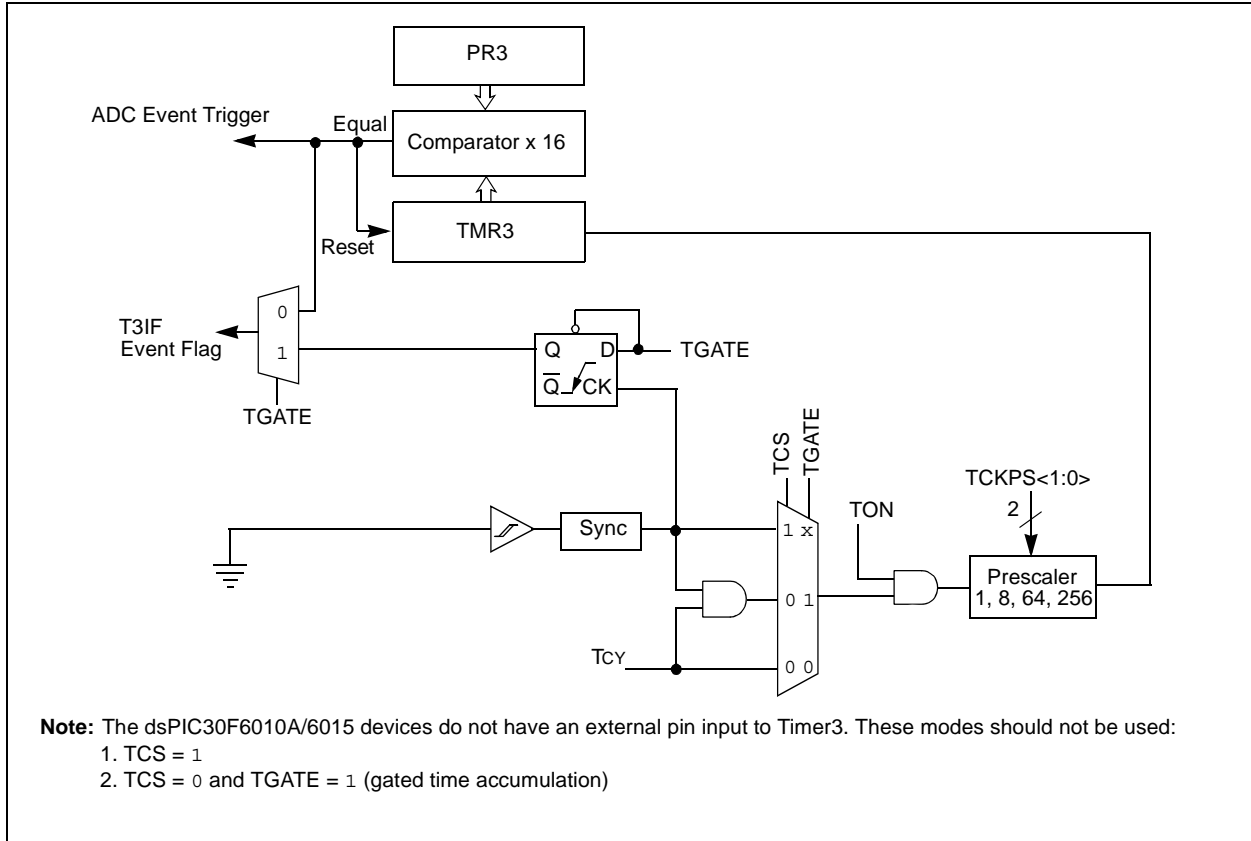 PR3
ADC Event Trigger
Equal
Comparator x 16
TMR3
Reset
0
T3IF
Event Flag
1
Q
D
TGATE
Q̅
CK
TGATE
TCS
TGATE
TCKPS<1:0>
2
TON
Sync
1 x
Prescaler
1, 8, 64, 256
0 1
TCY
0 0
Note: The dsPIC30F6010A/6015 devices do not have an external pin input to Timer3. These modes should not be used:
1. TCS = 1
2. TCS = 0 and TGATE = 1 (gated time accumulation)